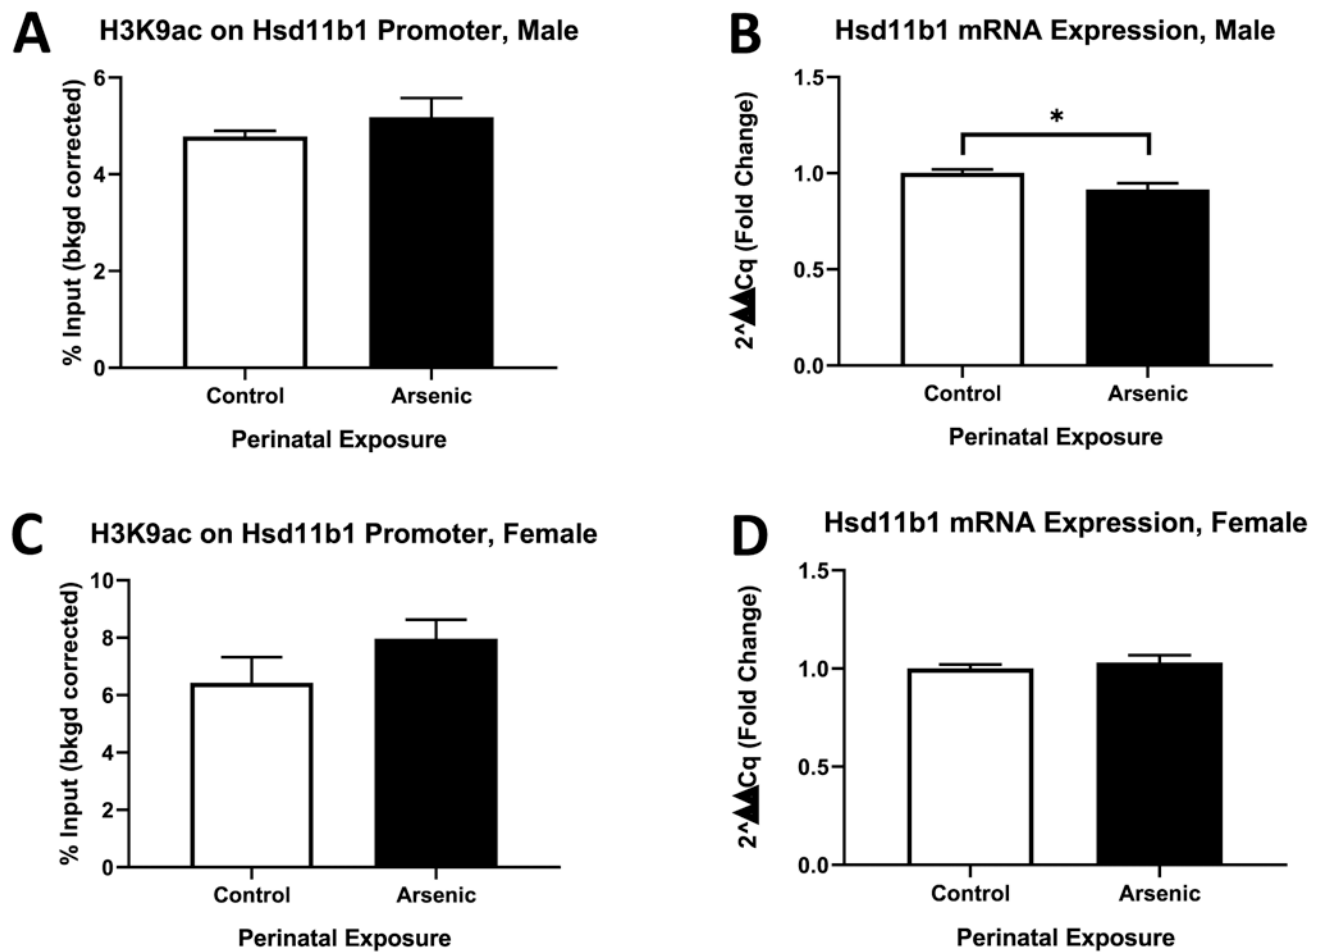 A
H3K9ac on Hsd11b1 Promoter, Male
% Input (bkgd corrected)
6
4
2
0
Control Arsenic
Perinatal Exposure
B
Hsd11b1 mRNA Expression, Male
2^▲▲Cq (Fold Change)
1.5
1.0
0.5
0.0
*
Control Arsenic
Perinatal Exposure
C
H3K9ac on Hsd11b1 Promoter, Female
% Input (bkgd corrected)
10
8
6
4
2
0
Control Arsenic
Perinatal Exposure
D
Hsd11b1 mRNA Expression, Female
2^▲▲Cq (Fold Change)
1.5
1.0
0.5
0.0
Control Arsenic
Perinatal Exposure